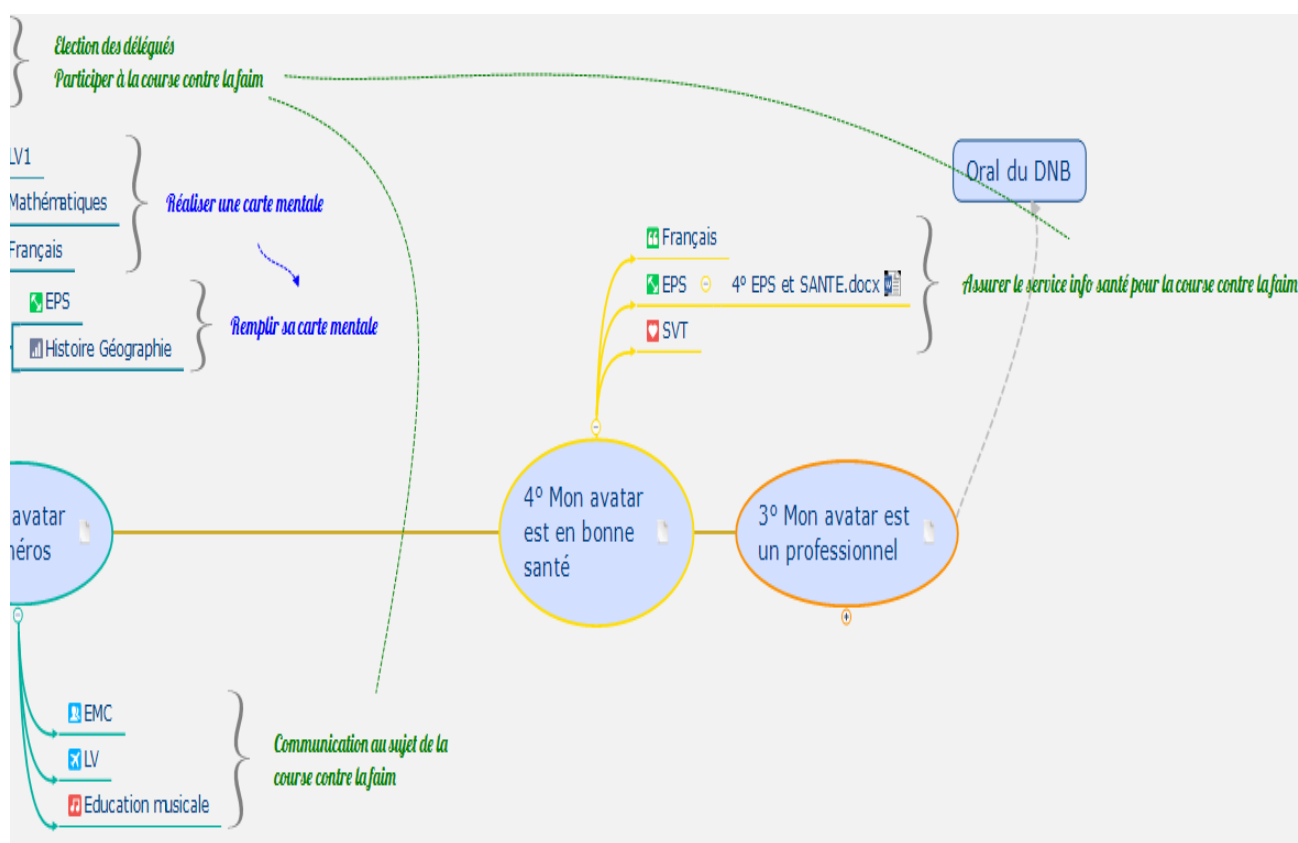 Election des délégués
Participer à la course contre la faim
LV1
Mathématiques
Réaliser une carte mentale
Français
EPS
Remplir sa carte mentale
Histoire Géographie
Oral du DNB
Français
EPS
4° EPS et SANTE.docx
SVT
Assurer le service info santé pour la course contre la faim
avatar
héros
4° Mon avatar
est en bonne
santé
3° Mon avatar est
un professionnel
EMC
LV
Education musicale
Communication au sujet de la
course contre la faim